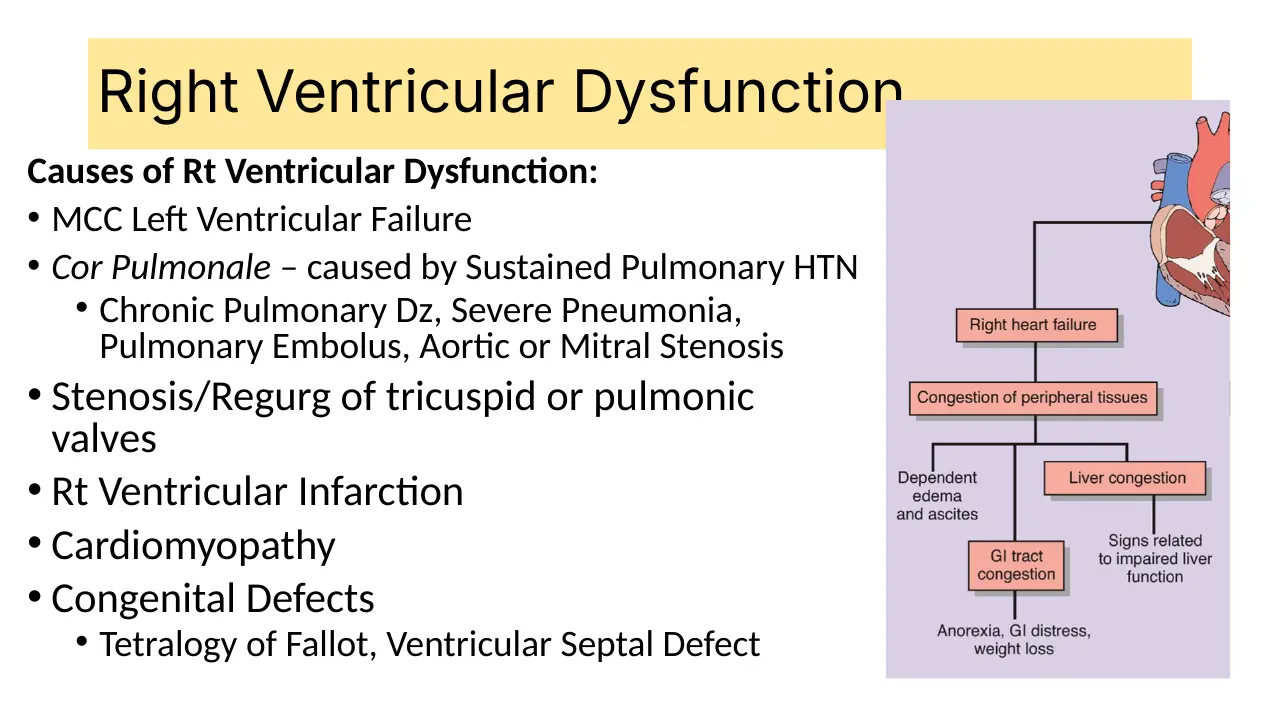 Right Ventricular Dysfunction
Causes of Rt Ventricular Dysfunction:
• MCC Left Ventricular Failure
• Cor Pulmonale – caused by Sustained Pulmonary HTN
• Chronic Pulmonary Dz, Severe Pneumonia,
Pulmonary Embolus, Aortic or Mitral Stenosis
• Stenosis/Regurg of tricuspid or pulmonic
valves
• Rt Ventricular Infarction
• Cardiomyopathy
• Congenital Defects
• Tetralogy of Fallot, Ventricular Septal Defect
Right heart failure
Congestion of peripheral tissues
Dependent
edema
and ascites
Liver congestion
Signs related
to impaired liver
function
GI tract
congestion
Anorexia, GI distress,
weight loss